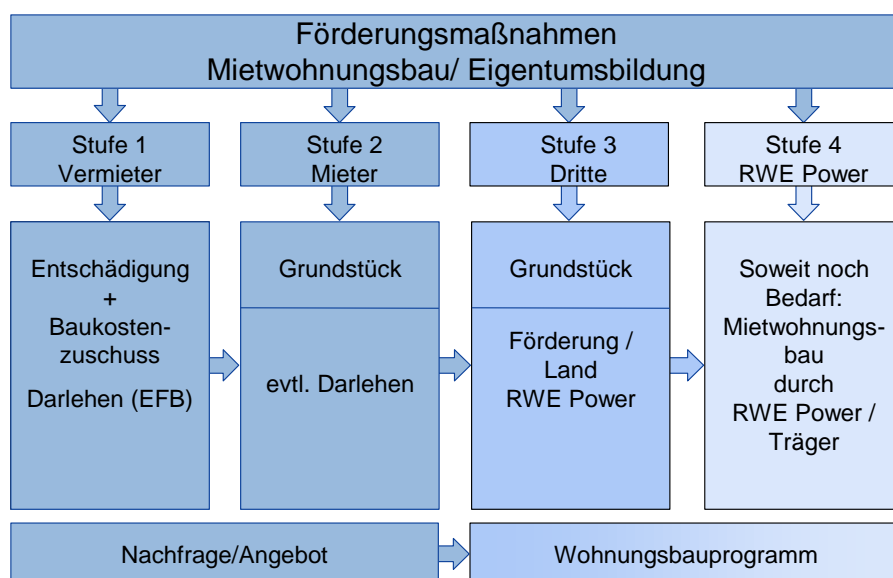 Förderungsmaßnahmen
Mietwohnungsbau/ Eigentumsbildung
Stufe 1
Vermieter
Stufe 2
Mieter
Stufe 3
Dritte
Stufe 4
RWE Power
Entschädigung
+
Baukosten-
zuschuss
Darlehen (EFB)
Grundstück
evtl. Darlehen
Grundstück
Förderung /
Land
RWE Power
Soweit noch
Bedarf:
Mietwohnungs-
bau
durch
RWE Power /
Träger
Nachfrage/Angebot
Wohnungsbauprogramm